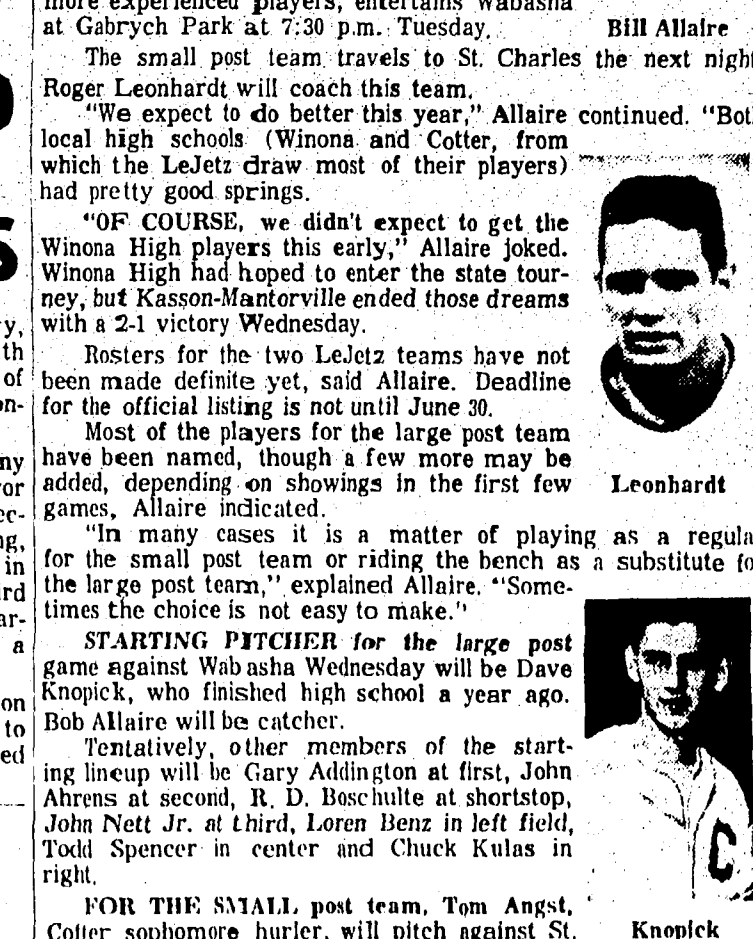 more experienced players, entertains Wabasha
at Gabrych Park at 7:30 p.m. Tuesday.
The small post team travels to St. Charles the next night
Roger Leonhardt will coach this team.
"We expect to do better this year," Allaire continued. "Bot
local high schools (Winona and Cotter, from
which the LeJetz draw most of their players)
had pretty good springs.
"OF COURSE, we didn't expect to get the
Winona High players this early," Allaire joked.
Winona High had hoped to enter the state tour-
ney, but Kasson-Mantorville ended those dreams
with a 2-1 victory Wednesday.
Rosters for the two LeJetz teams have not
been made definite yet, said Allaire. Deadline
for the official listing is not until June 30.
Most of the players for the large post team
have been named, though a few more may be
added, depending on showings in the first few
games, Allaire indicated.
"In many cases it is a matter of playing as a regula
for the small post team or riding the bench as a substitute fo
the large post team," explained Allaire. "Some-
times the choice is not easy to make."
STARTING PITCHER for the large post
game against Wabasha Wednesday will be Dave
Knopick, who finished high school a year ago.
Bob Allaire will be catcher.
Tentatively, other members of the start-
ing lineup will be Gary Addington at first, John
Ahrens at second, R. D. Boschulte at shortstop,
John Nett Jr. at third, Loren Benz in left field,
Todd Spencer in center and Chuck Kulas in
right.
FOR THE SMALL post team, Tom Angst,
Cotter sophomore hurler, will pitch against St.
Bill Allaire
Leonhardt
C
Knopick